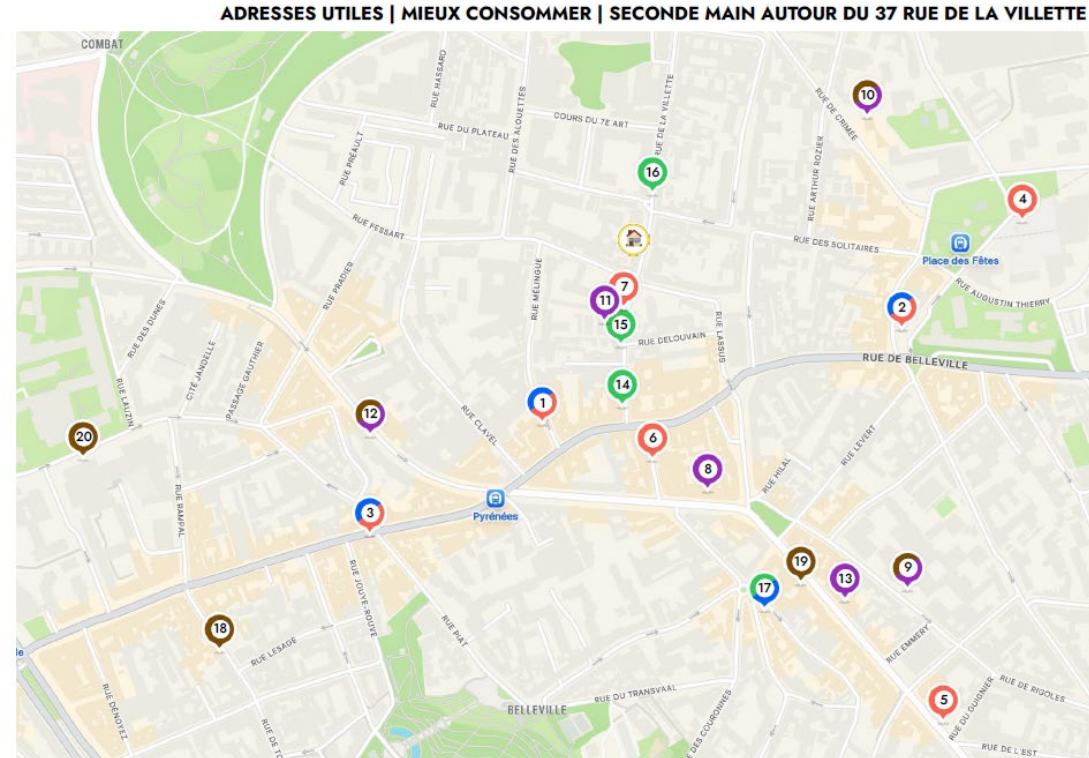 ADRESSES UTILES | MIEUX CONSOMMER | SECONDE MAIN AUTOUR DU 37 RUE DE LA VILLETTE
COMBAT
RUE HASSARD
RUE DES ALOUETTES
COURS DU 7E ART
RUE DE LA VILLETTE
RUE DE CRIMÉE
10
RUE DU PLATEAU
RUE PRÉAULT
RUE ARTHUR ROZIER
16
4
RUE FESSART
RUE DES SOLITAIRES
Place des Fêtes
RUE PRADIER
RUE MÉLINGUE
7
11
2
RUE AUGUSTIN THIERRY
RUE DES DUNES
15
RUE DELOUVAIN
RUE LASSUS
RUE DE BELLEVILLE
CITÉ JANDELLE
PASSAGE GAUTHIER
RUE LAUZIN
14
1
12
RUE CLAVEL
20
6
RUE LEVERT
8
RUE HILAL
RUE RAMPAL
3
Pyrénées
19
9
13
17
RUE JOUYE-ROUVE
RUE PIAT
18
RUE LESAGE
RUE EMMERY
RUE DE RIGOLES
RUE DU TRANSVAAL
RUE DU GUIGNIER
5
BELLEVILLE
RUE DÉNOYEZ
RUE DE TO
DES COURONNES
RUE DE L'EST